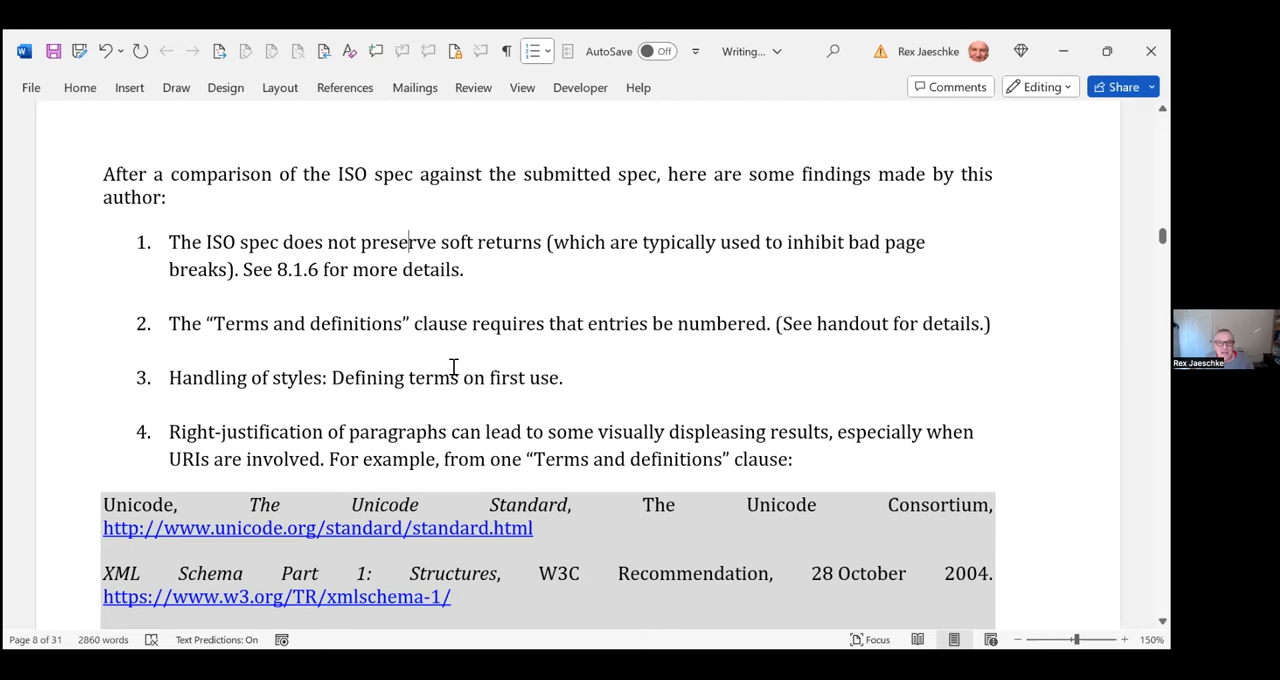 AutoSave Off Writing... Rex Jaeschke
File Home Insert Draw Design Layout References Mailings Review View Developer Help Comments Editing Share
After a comparison of the ISO spec against the submitted spec, here are some findings made by this
author:
1. The ISO spec does not preserve soft returns (which are typically used to inhibit bad page
breaks). See 8.1.6 for more details.
2. The “Terms and definitions” clause requires that entries be numbered. (See handout for details.)
3. Handling of styles: Defining terms on first use.
Rex Jaeschke
4. Right-justification of paragraphs can lead to some visually displeasing results, especially when
URIs are involved. For example, from one “Terms and definitions” clause:
Unicode, The Unicode Standard, The Unicode Consortium,
http://www.unicode.org/standard/standard.html
XML Schema Part 1: Structures, W3C Recommendation, 28 October 2004.
https://www.w3.org/TR/xmlschema-1/
Page 8 of 31 2860 words Text Predictions: On Focus 150%